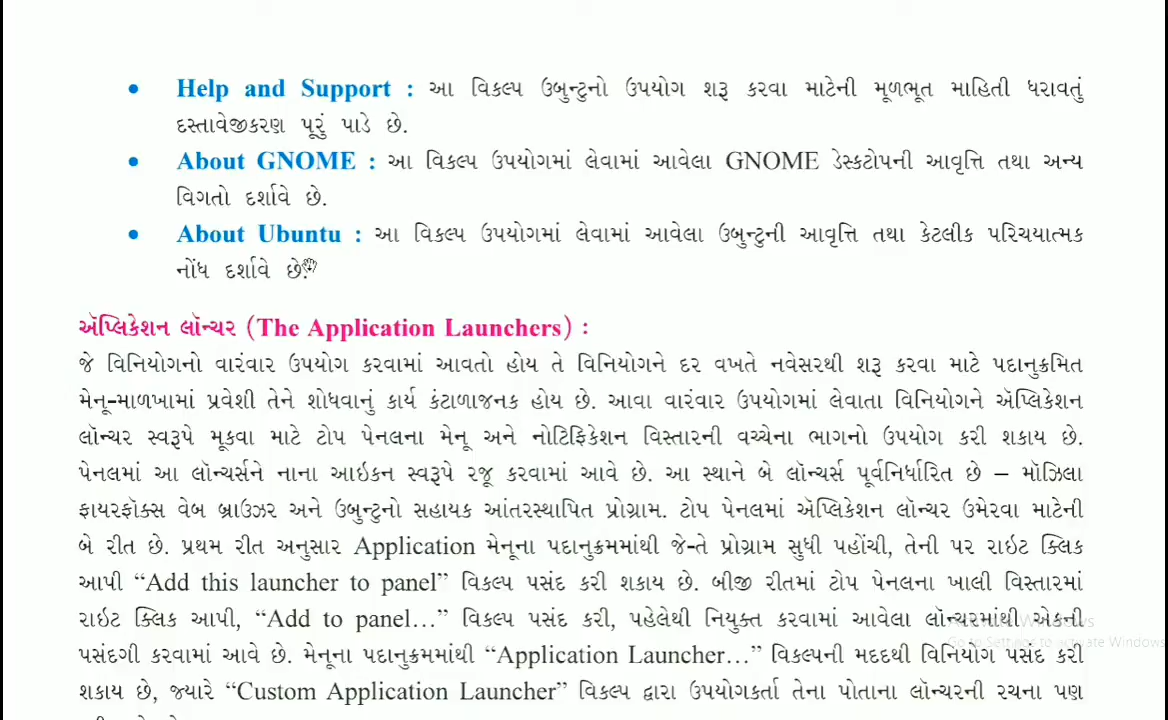 • Help and Support : આ વિકલ્પ ઉબુન્ટુનો ઉપયોગ શરૂ કરવા માટેની મૂળભૂત માહિતી ધરાવતું
દસ્તાવેજીકરણ પૂરું પાડે છે.
• About GNOME : આ વિકલ્પ ઉપયોગમાં લેવામાં આવેલા GNOME ડેસ્કટોપની આવૃત્તિ તથા અન્ય
વિગતો દર્શાવે છે.
• About Ubuntu : આ વિકલ્પ ઉપયોગમાં લેવામાં આવેલા ઉબુન્ટુની આવૃત્તિ તથા કેટલીક પરિચયાત્મક
નોંધ દર્શાવે છે.
ઍપ્લિકેશન લૉન્ચર (The Application Launchers) :
જે વિનિયોગનો વારંવાર ઉપયોગ કરવામાં આવતો હોય તે વિનિયોગને દર વખતે નવેસરથી શરૂ કરવા માટે પદાનુક્રમિત
મેનૂ-માળખામાં પ્રવેશી તેને શોધવાનું કાર્ય કંટાળાજનક હોય છે. આવા વારંવાર ઉપયોગમાં લેવાતા વિનિયોગને ઍપ્લિકેશન
લૉન્ચર સ્વરૂપે મૂકવા માટે ટોપ પેનલના મેનૂ અને નોટિફિકેશન વિસ્તારની વચ્ચેના ભાગનો ઉપયોગ કરી શકાય છે.
પેનલમાં આ લૉન્ચર્સને નાના આઇકન સ્વરૂપે રજૂ કરવામાં આવે છે. આ સ્થાને બે લૉન્ચર્સ પૂર્વનિર્ધારિત છે – મૉઝિલા
ફાયરફૉક્સ વેબ બ્રાઉઝર અને ઉબુન્ટુનો સહાયક આંતરસ્થાપિત પ્રોગ્રામ. ટોપ પેનલમાં ઍપ્લિકેશન લૉન્ચર ઉમેરવા માટેની
બે રીત છે. પ્રથમ રીત અનુસાર Application મેનૂના પદાનુક્રમમાંથી જે-તે પ્રોગ્રામ સુધી પહોંચી, તેની પર રાઇટ ક્લિક
આપી “Add this launcher to panel” વિકલ્પ પસંદ કરી શકાય છે. બીજી રીતમાં ટોપ પેનલના ખાલી વિસ્તારમાં
રાઇટ ક્લિક આપી, “Add to panel...” વિકલ્પ પસંદ કરી, પહેલેથી નિયુક્ત કરવામાં આવેલા લૉન્ચરમાંથી એકની
Go to Settings to activate Windows
પસંદગી કરવામાં આવે છે. મેનૂના પદાનુક્રમમાંથી “Application Launcher...” વિકલ્પની મદદથી વિનિયોગ પસંદ કરી
શકાય છે, જ્યારે “Custom Application Launcher” વિકલ્પ દ્વારા ઉપયોગકર્તા તેના પોતાના લૉન્ચરની રચના પણ